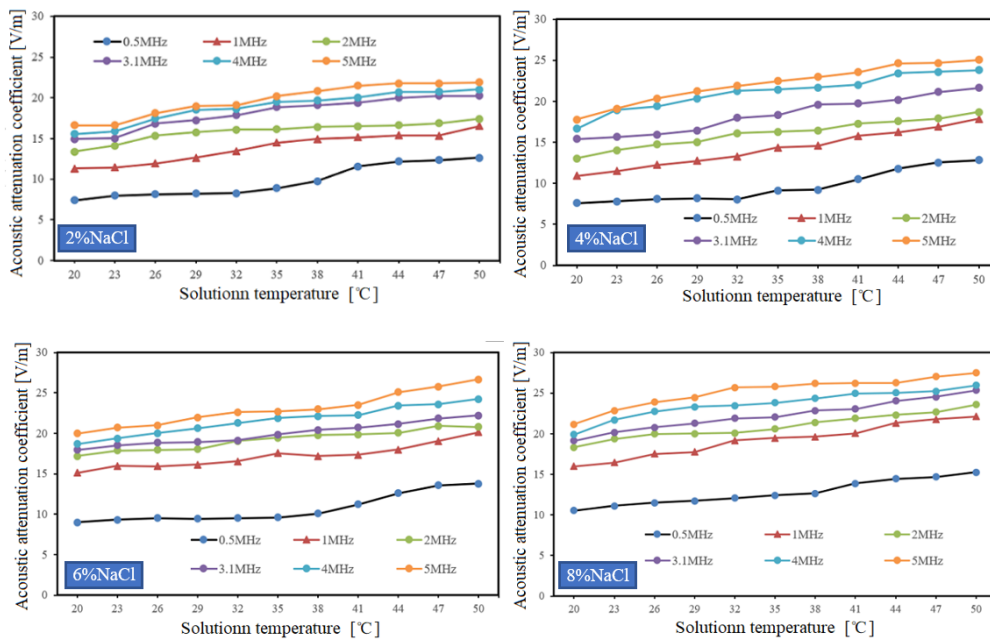 Acoustic attenuation coefficient [V/m]
30
25
20
15
10
5
0
0.5MHz 1MHz 2MHz
3.1MHz 4MHz 5MHz
2%NaCl
20 23 26 29 32 35 38 41 44 47 50
Solutionn temperature [℃]
Acoustic attenuation coefficient [V/m]
30
25
20
15
10
5
0
0.5MHz 1MHz 2MHz
3.1MHz 4MHz 5MHz
4%NaCl
20 23 26 29 32 35 38 41 44 47 50
Solutionn temperature [℃]
Acoustic attenuation coefficient [V/m]
30
25
20
15
10
5
0
0.5MHz 1MHz 2MHz
3.1MHz 4MHz 5MHz
6%NaCl
20 23 26 29 32 35 38 41 44 47 50
Solutionn temperature [℃]
Acoustic attenuation coefficient [V/m]
30
25
20
15
10
5
0
0.5MHz 1MHz 2MHz
3.1MHz 4MHz 5MHz
8%NaCl
20 23 26 29 32 35 38 41 44 47 50
Solutionn temperature [℃]